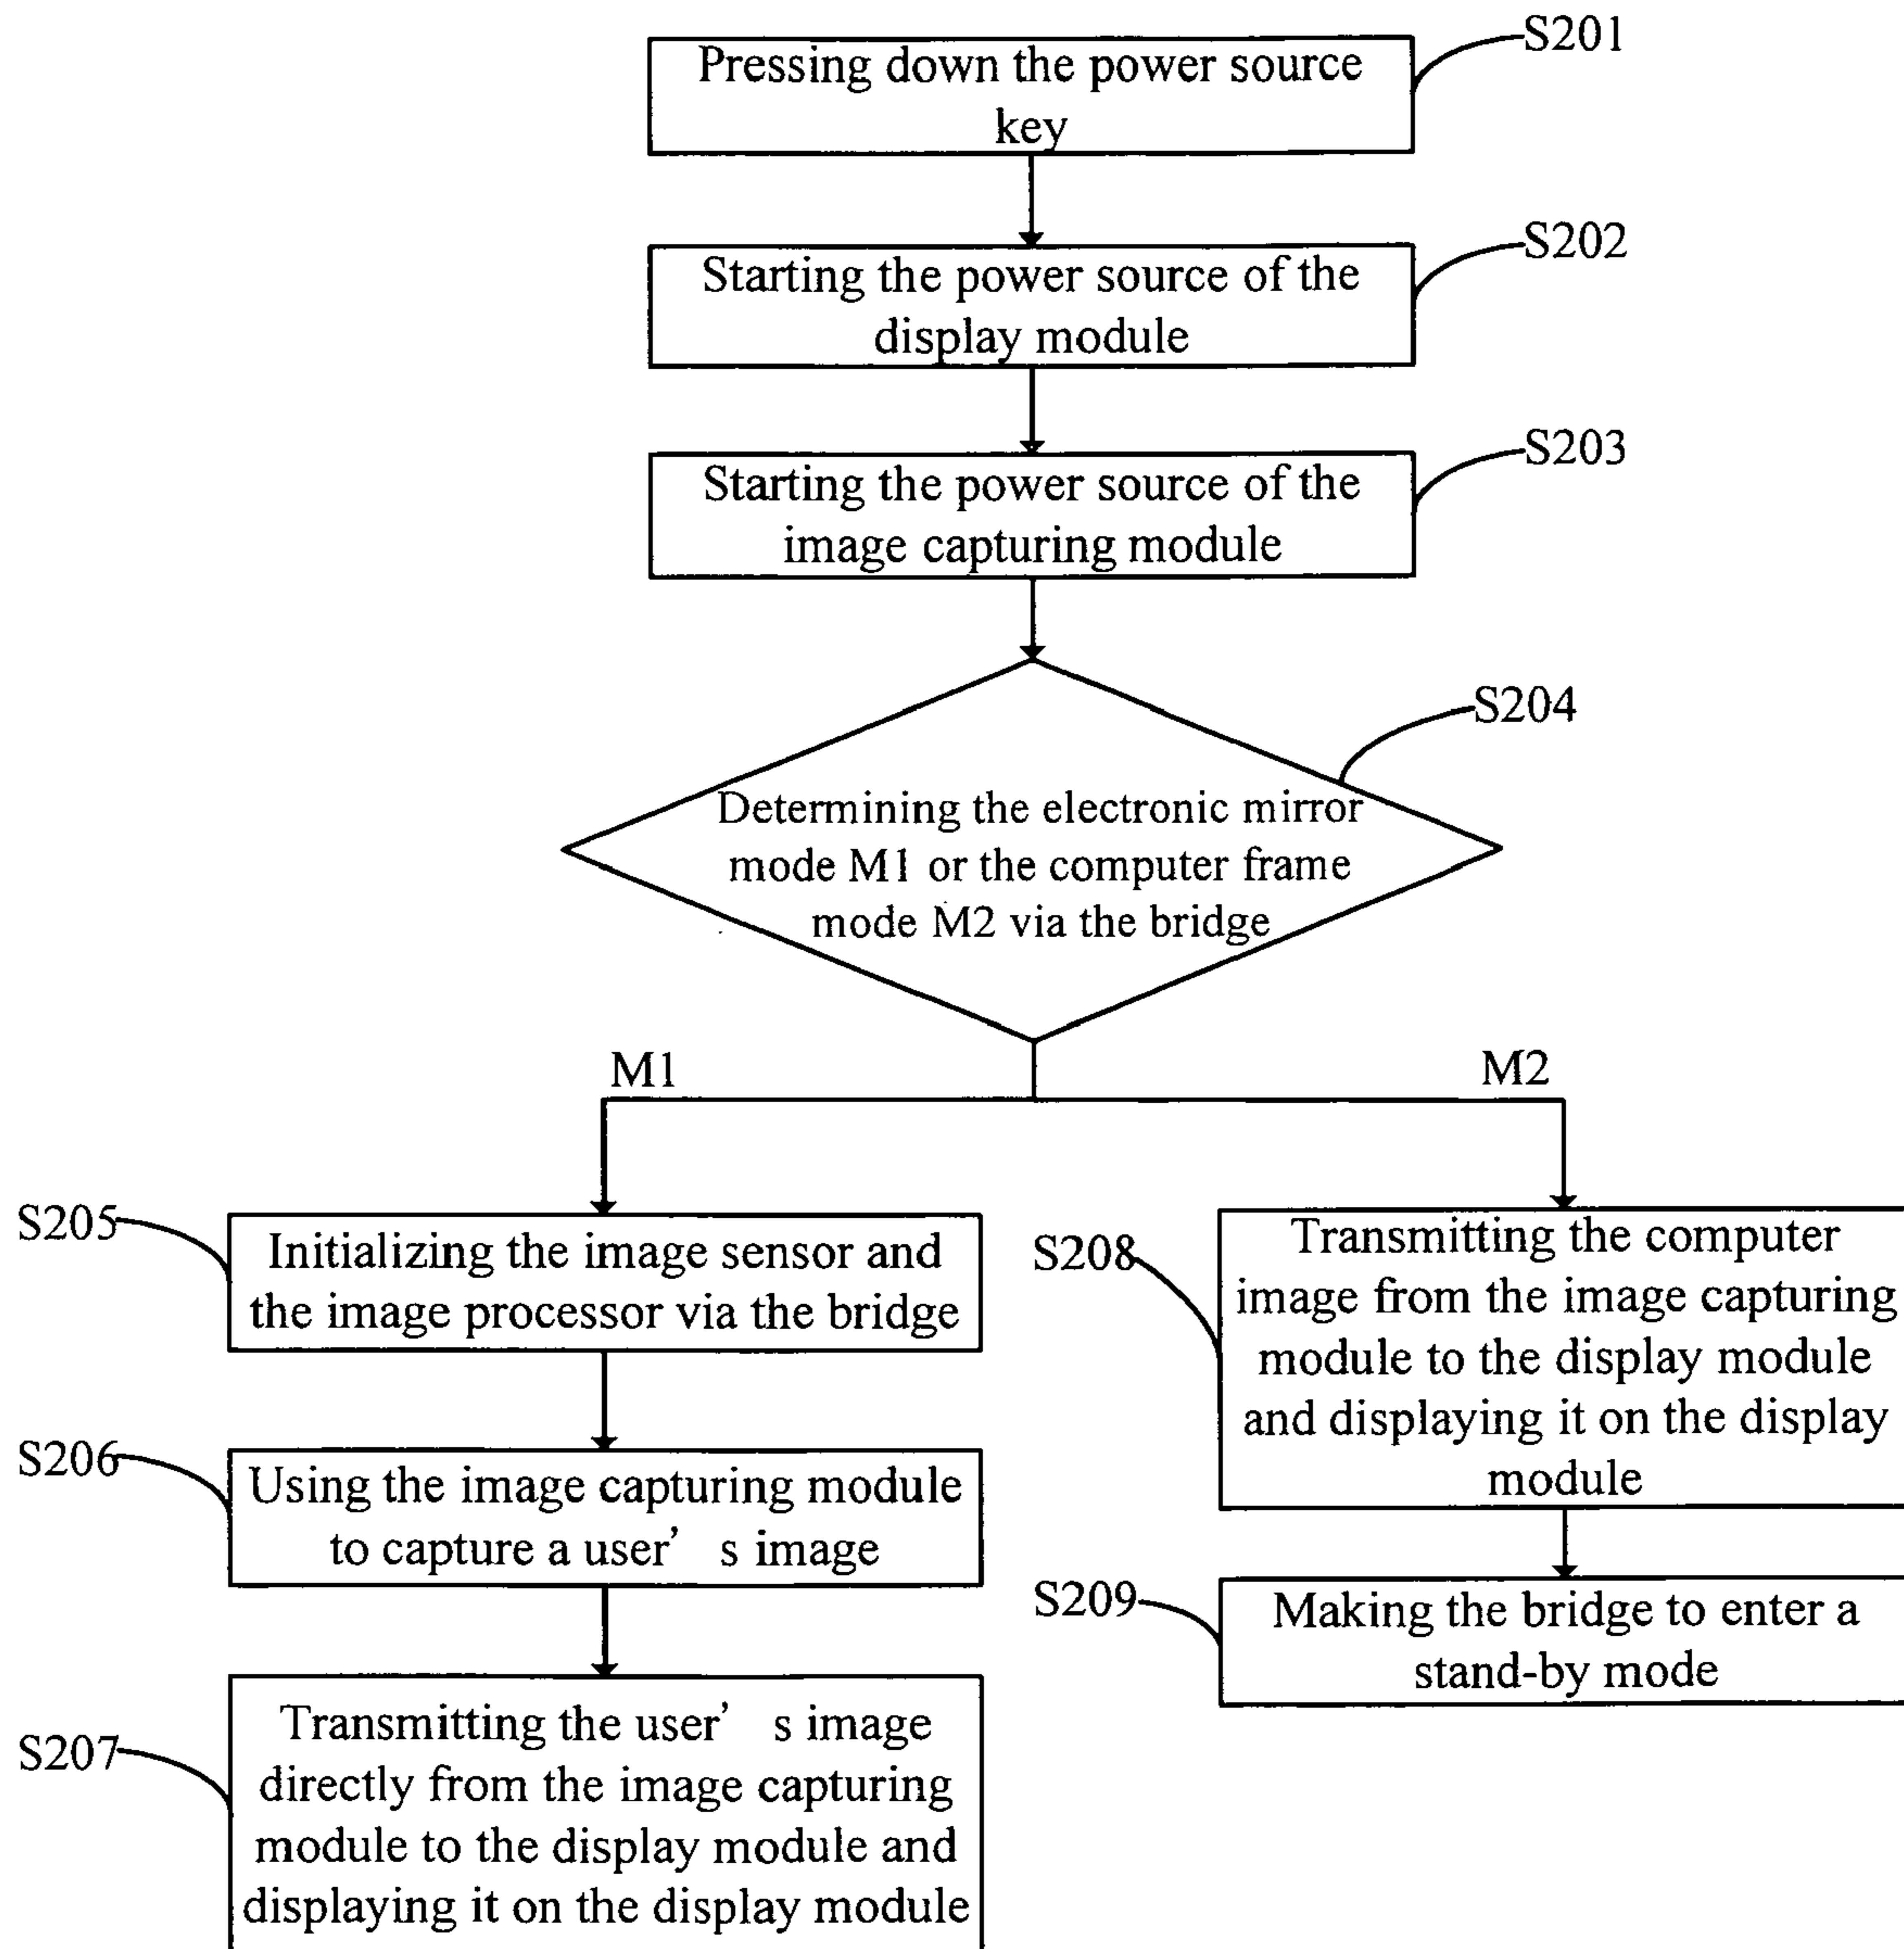 S201
Pressing down the power source
key
S202
Starting the power source of the
display module
S203
Starting the power source of the
image capturing module
S204
Determining the electronic mirror
mode M1 or the computer frame
mode M2 via the bridge
M1
M2
S205
Initializing the image sensor and
the image processor via the bridge
S206
Using the image capturing module
to capture a user’ s image
S207
Transmitting the user’ s image
directly from the image capturing
module to the display module and
displaying it on the display module
S208
Transmitting the computer
image from the image capturing
module to the display module
and displaying it on the display
module
S209
Making the bridge to enter a
stand-by mode